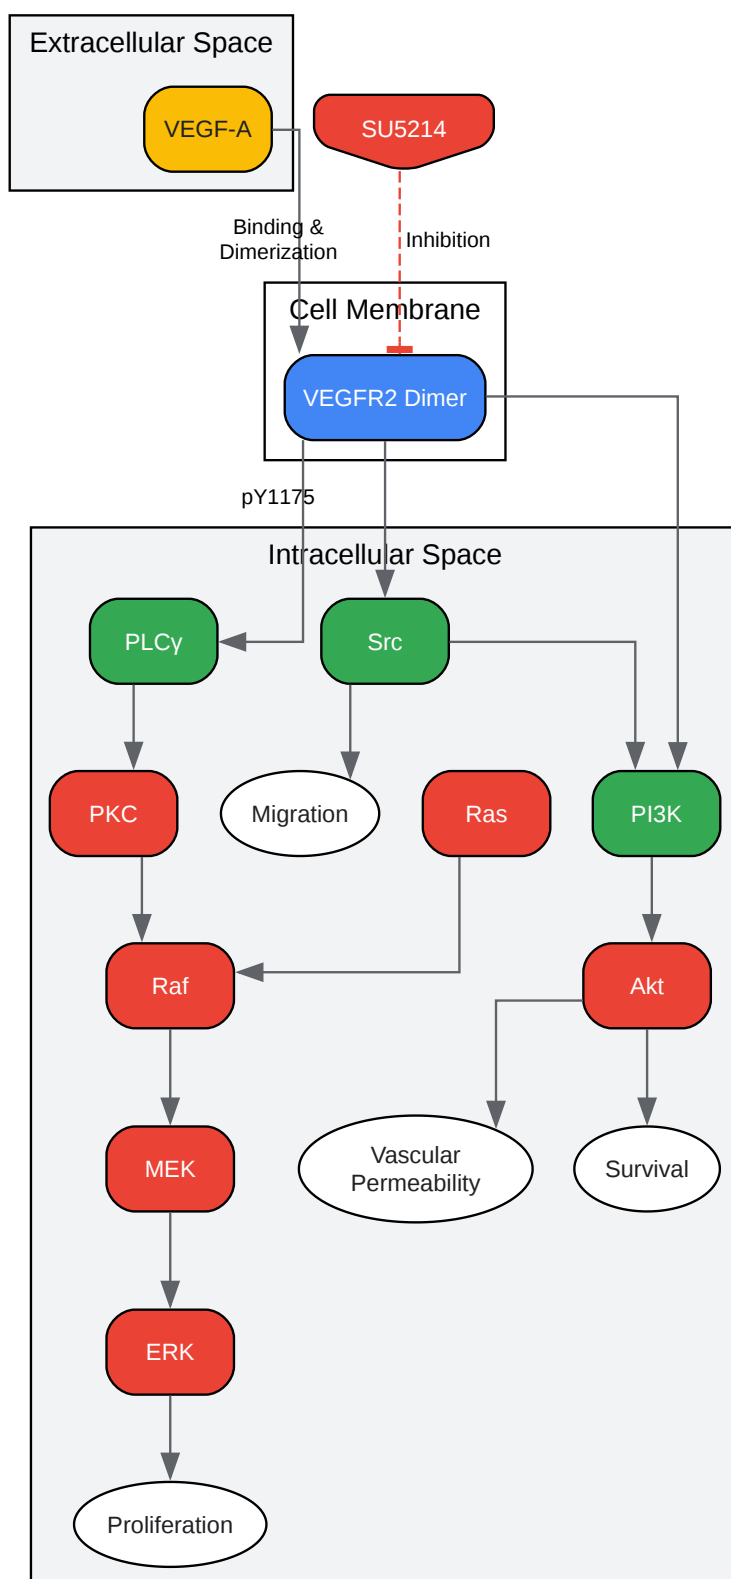 Extracellular Space
VEGF-A
SU5214
Binding &
Dimerization
Inhibition
Cell Membrane
VEGFR2 Dimer
pY1175
Intracellular Space
PLCγ
Src
PKC
Migration
Ras
PI3K
Raf
Akt
MEK
Vascular
Permeability
Survival
ERK
Proliferation